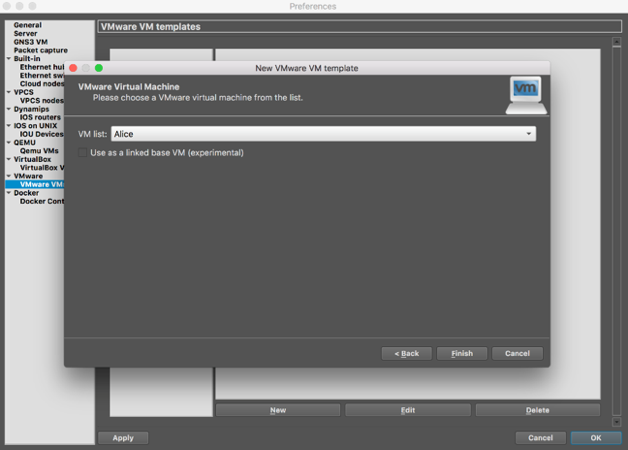 Preferences
General
Server
GNS3 VM
Packet capture
Built-in
Ethernet hu
Ethernet sw
Cloud nodes
VPCS
VPCS nodes
Dynamips
IOS routers
IOS on UNIX
IOU Devices
QEMU
Qemu VMs
VirtualBox
VirtualBox V
VMware
VMware VM
Docker
Docker Cont
VMware VM templates
New VMware VM template
VMware Virtual Machine
Please choose a VMware virtual machine from the list.
vm
VM list: Alice
Use as a linked base VM (experimental)
< Back Finish Cancel
New Edit Delete
Apply Cancel OK